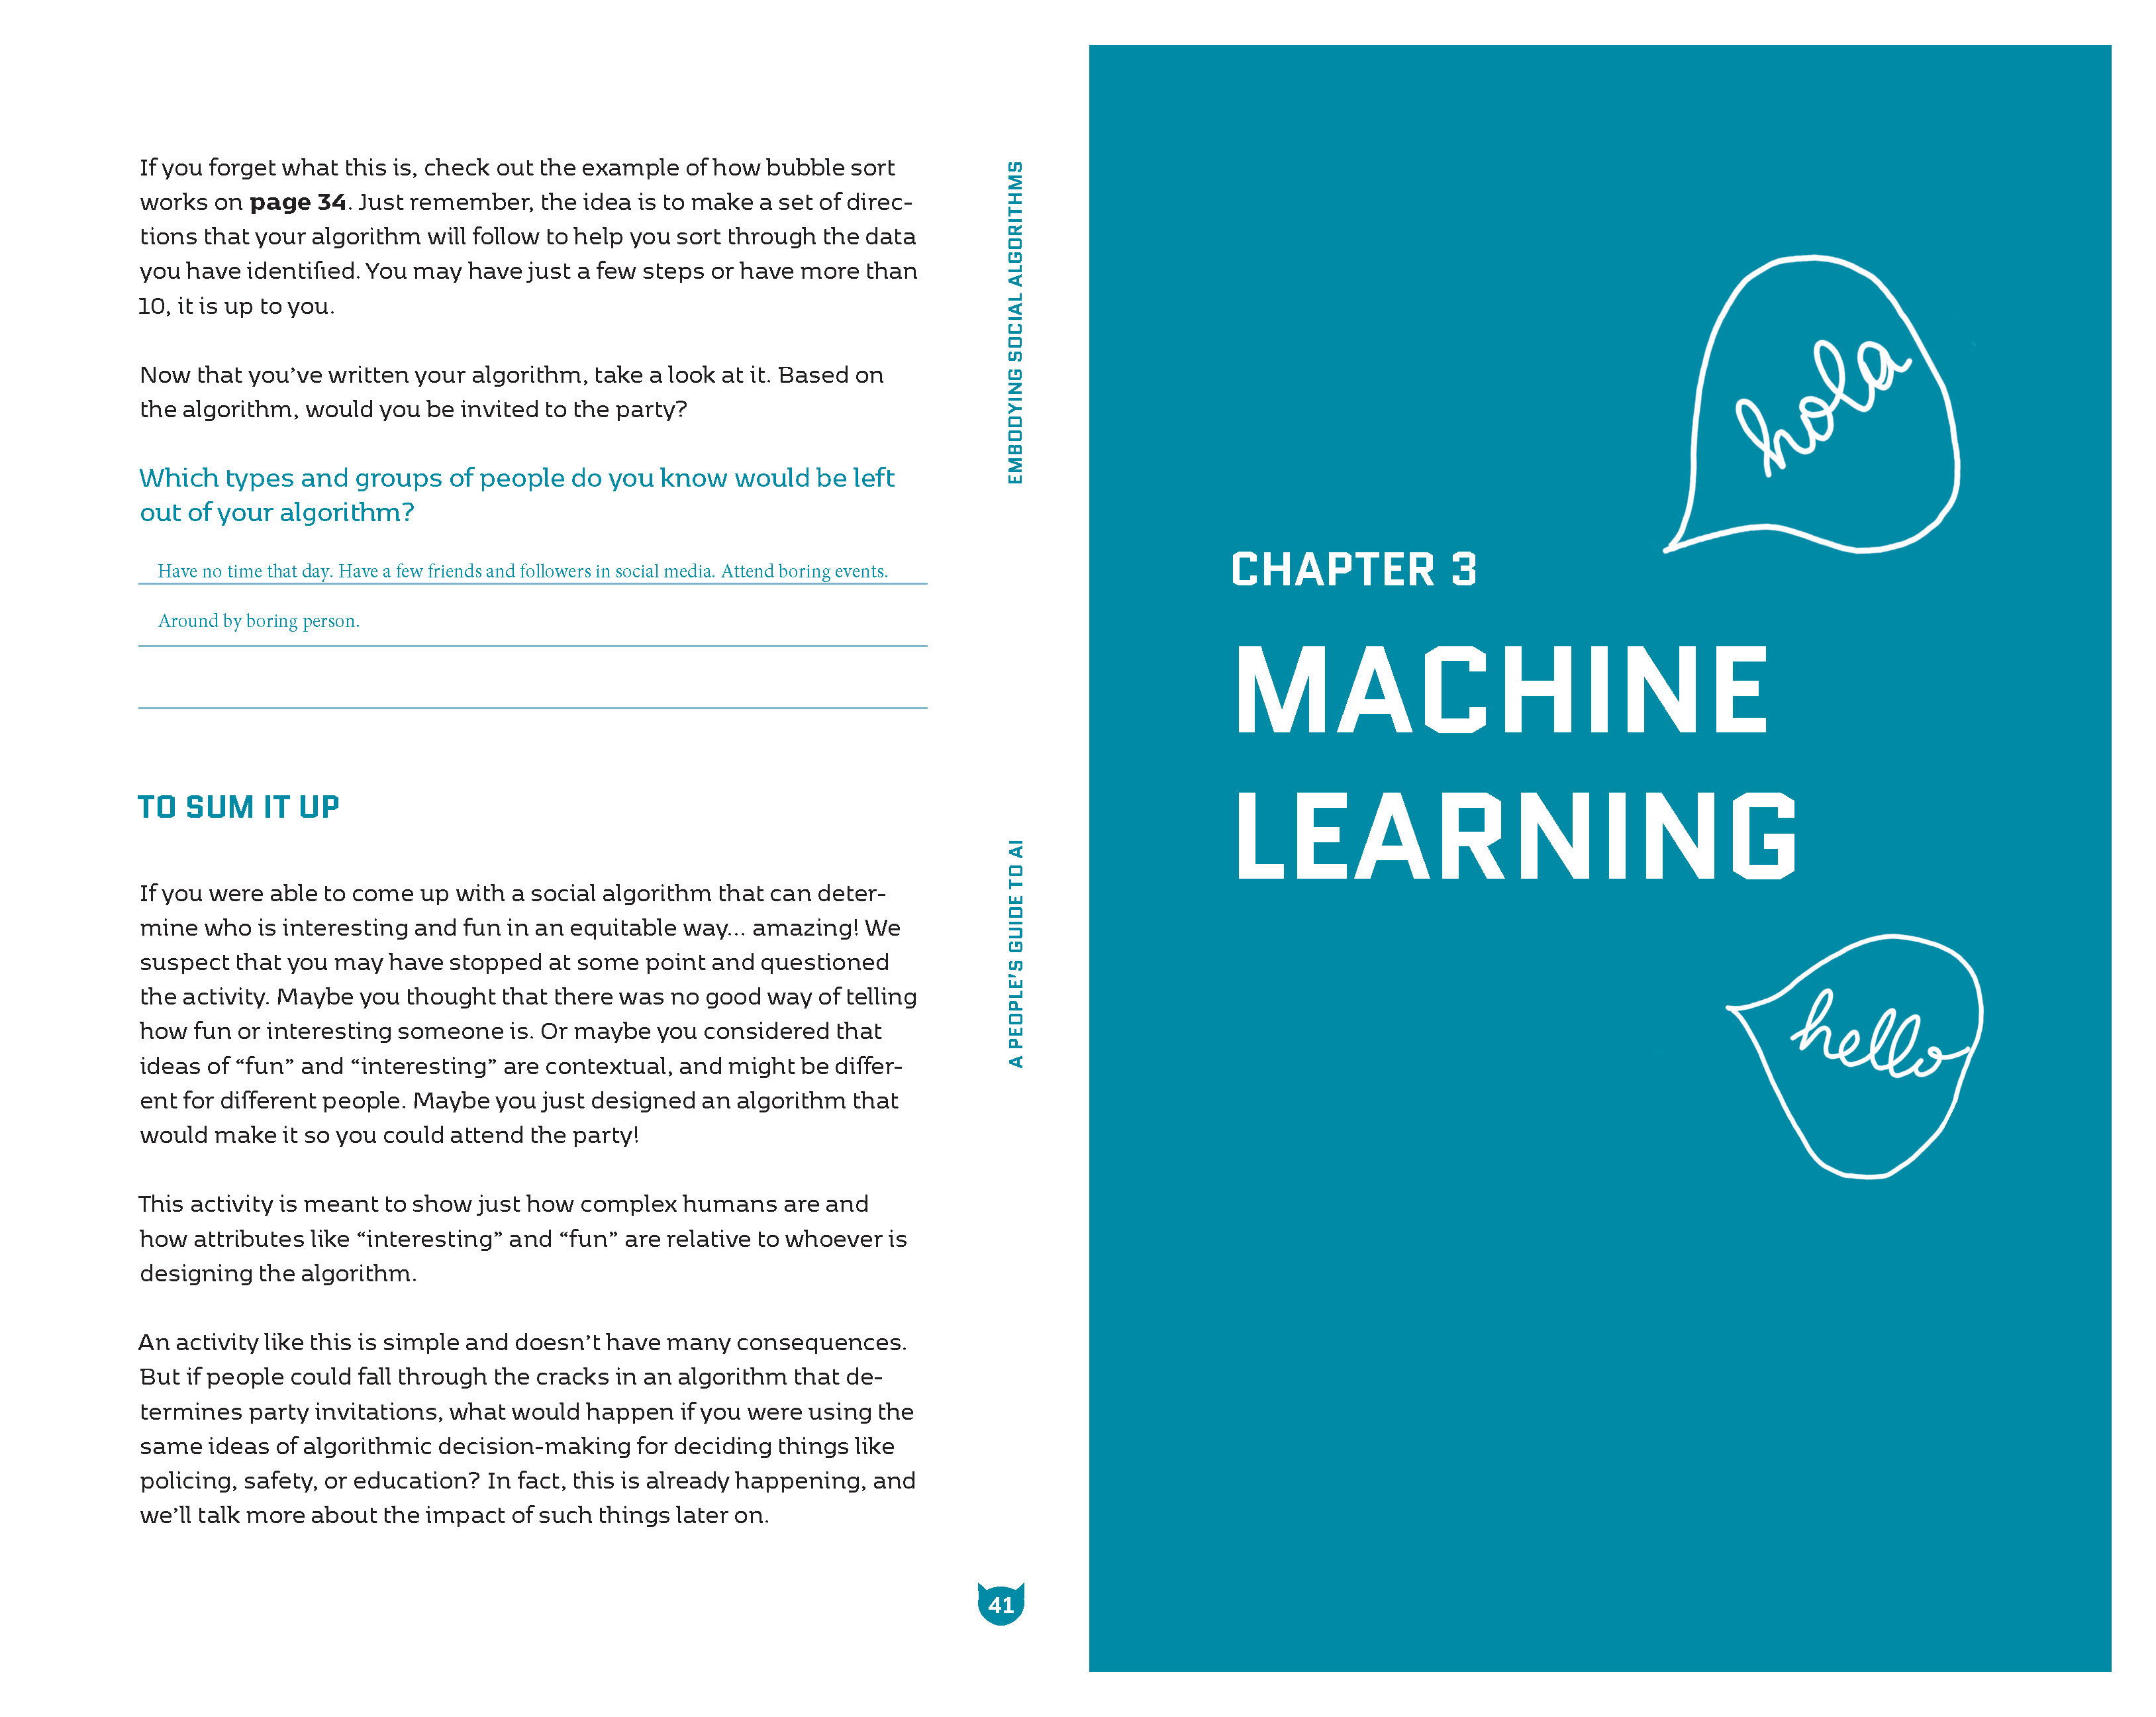 If you forget what this is, check out the example of how bubble sort
works on page 34. Just remember, the idea is to make a set of direc-
tions that your algorithm will follow to help you sort through the data
you have identified. You may have just a few steps or have more than
10, it is up to you.
Now that you’ve written your algorithm, take a look at it. Based on
the algorithm, would you be invited to the party?
Which types and groups of people do you know would be left
out of your algorithm?
Have no time that day. Have a few friends and followers in social media. Attend boring events.
Around by boring person.
TO SUM IT UP
If you were able to come up with a social algorithm that can deter-
mine who is interesting and fun in an equitable way... amazing! We
suspect that you may have stopped at some point and questioned
the activity. Maybe you thought that there was no good way of telling
how fun or interesting someone is. Or maybe you considered that
ideas of “fun” and “interesting” are contextual, and might be differ-
ent for different people. Maybe you just designed an algorithm that
would make it so you could attend the party!
This activity is meant to show just how complex humans are and
how attributes like “interesting” and “fun” are relative to whoever is
designing the algorithm.
An activity like this is simple and doesn’t have many consequences.
But if people could fall through the cracks in an algorithm that de-
termines party invitations, what would happen if you were using the
same ideas of algorithmic decision-making for deciding things like
policing, safety, or education? In fact, this is already happening, and
we’ll talk more about the impact of such things later on.
EMBODYING SOCIAL ALGORITHMS
A PEOPLE’S GUIDE TO AI
41
hola
CHAPTER 3
MACHINE
LEARNING
hello